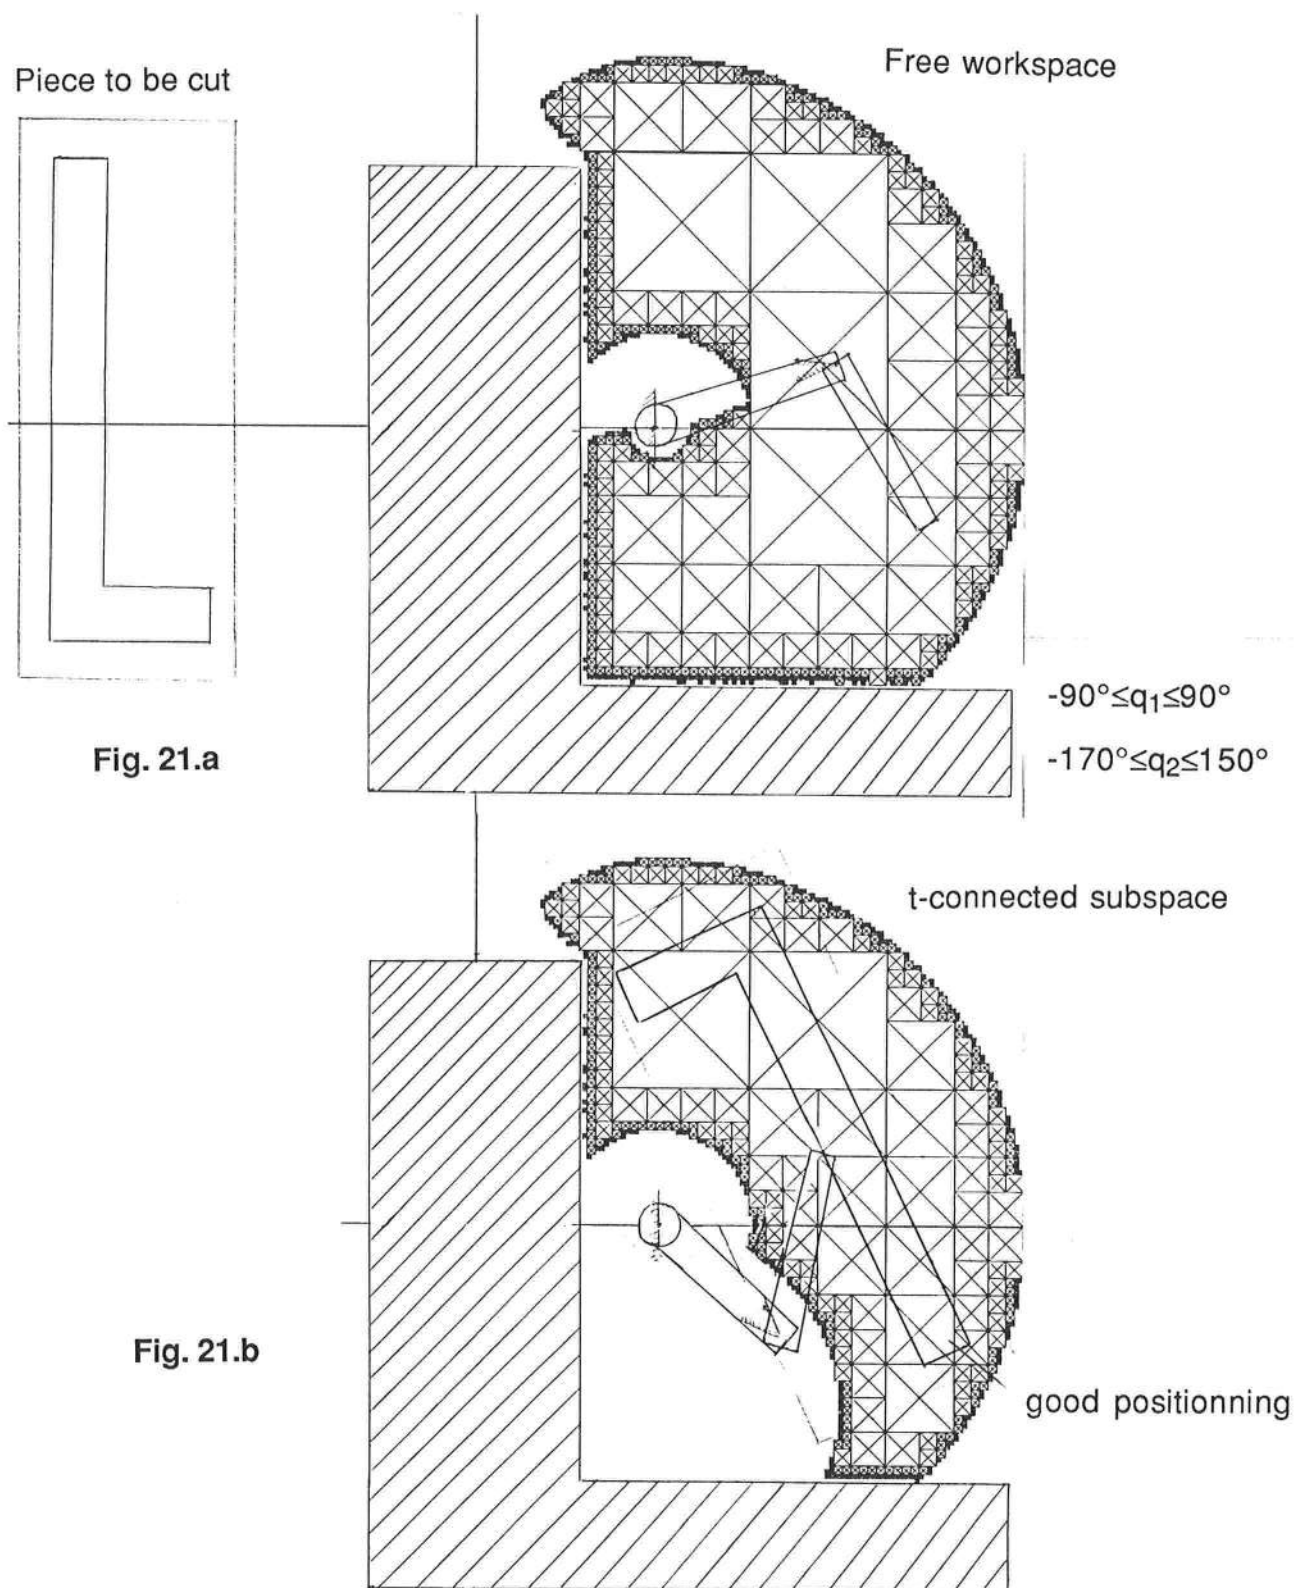 Piece to be cut
Free workspace
Fig. 21.a
-90°≤q₁≤90°
-170°≤q₂≤150°
t-connected subspace
Fig. 21.b
good positionning